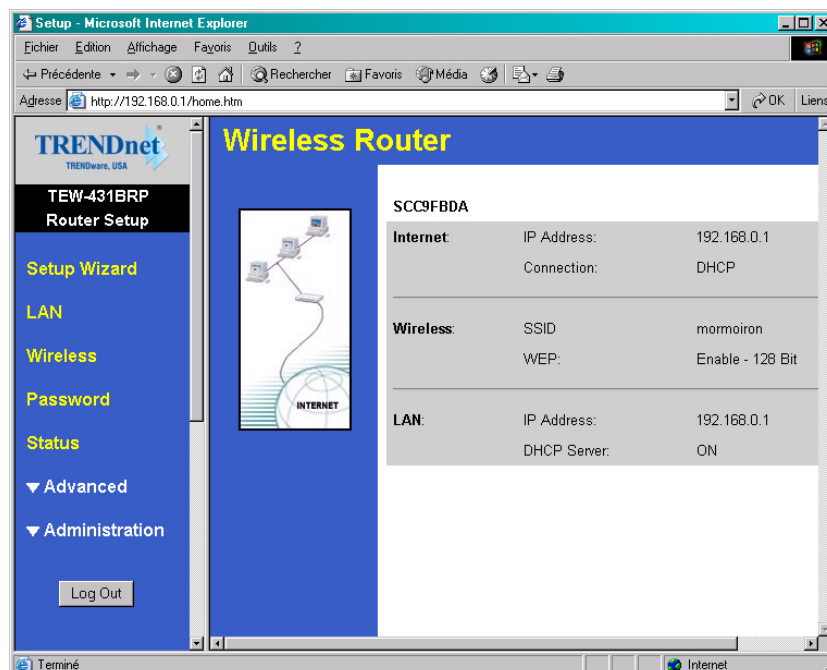 Setup - Microsoft Internet Explorer
Fichier Edition Affichage Favoris Outils ?
Précédente Rechercher Favoris Média
Adresse http://192.168.0.1/home.htm OK Liens
TRENDnet
TRENDware, USA
TEW-431BRP
Router Setup
Setup Wizard
LAN
Wireless
Password
Status
Advanced
Administration
Log Out
Wireless Router
INTERNET
SCC9FBDA
Internet: IP Address: 192.168.0.1
Connection: DHCP
Wireless: SSID mormoiron
WEP: Enable - 128 Bit
LAN: IP Address: 192.168.0.1
DHCP Server: ON
Terminé Internet